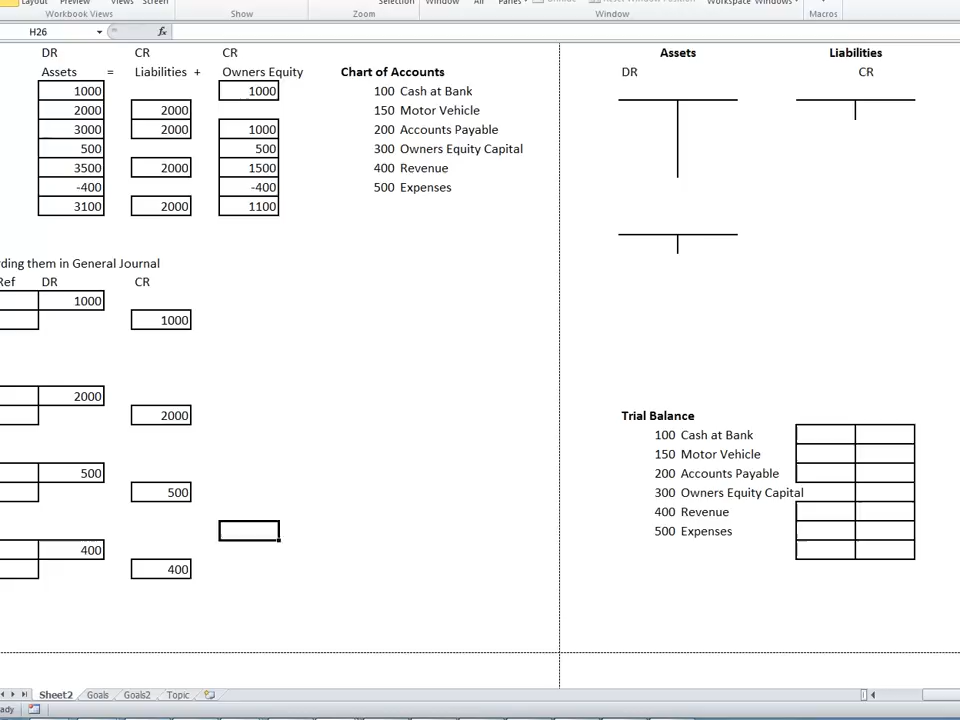 Layout Preview Views Screen Selection Window All Panes Reset Window Position Workspace Windows
Workbook Views Show Zoom Window Macros
H26 fx
DR CR CR Assets Liabilities
Assets = Liabilities + Owners Equity Chart of Accounts DR CR
1000 1000 100 Cash at Bank
2000 2000 150 Motor Vehicle
3000 2000 1000 200 Accounts Payable
500 500 300 Owners Equity Capital
3500 2000 1500 400 Revenue
-400 -400 500 Expenses
3100 2000 1100
ding them in General Journal
Ref DR CR
1000
1000
2000
2000 Trial Balance
100 Cash at Bank
150 Motor Vehicle
500 200 Accounts Payable
500 300 Owners Equity Capital
400 Revenue
500 Expenses
400
400
Sheet2 Goals Goals2 Topic
ady